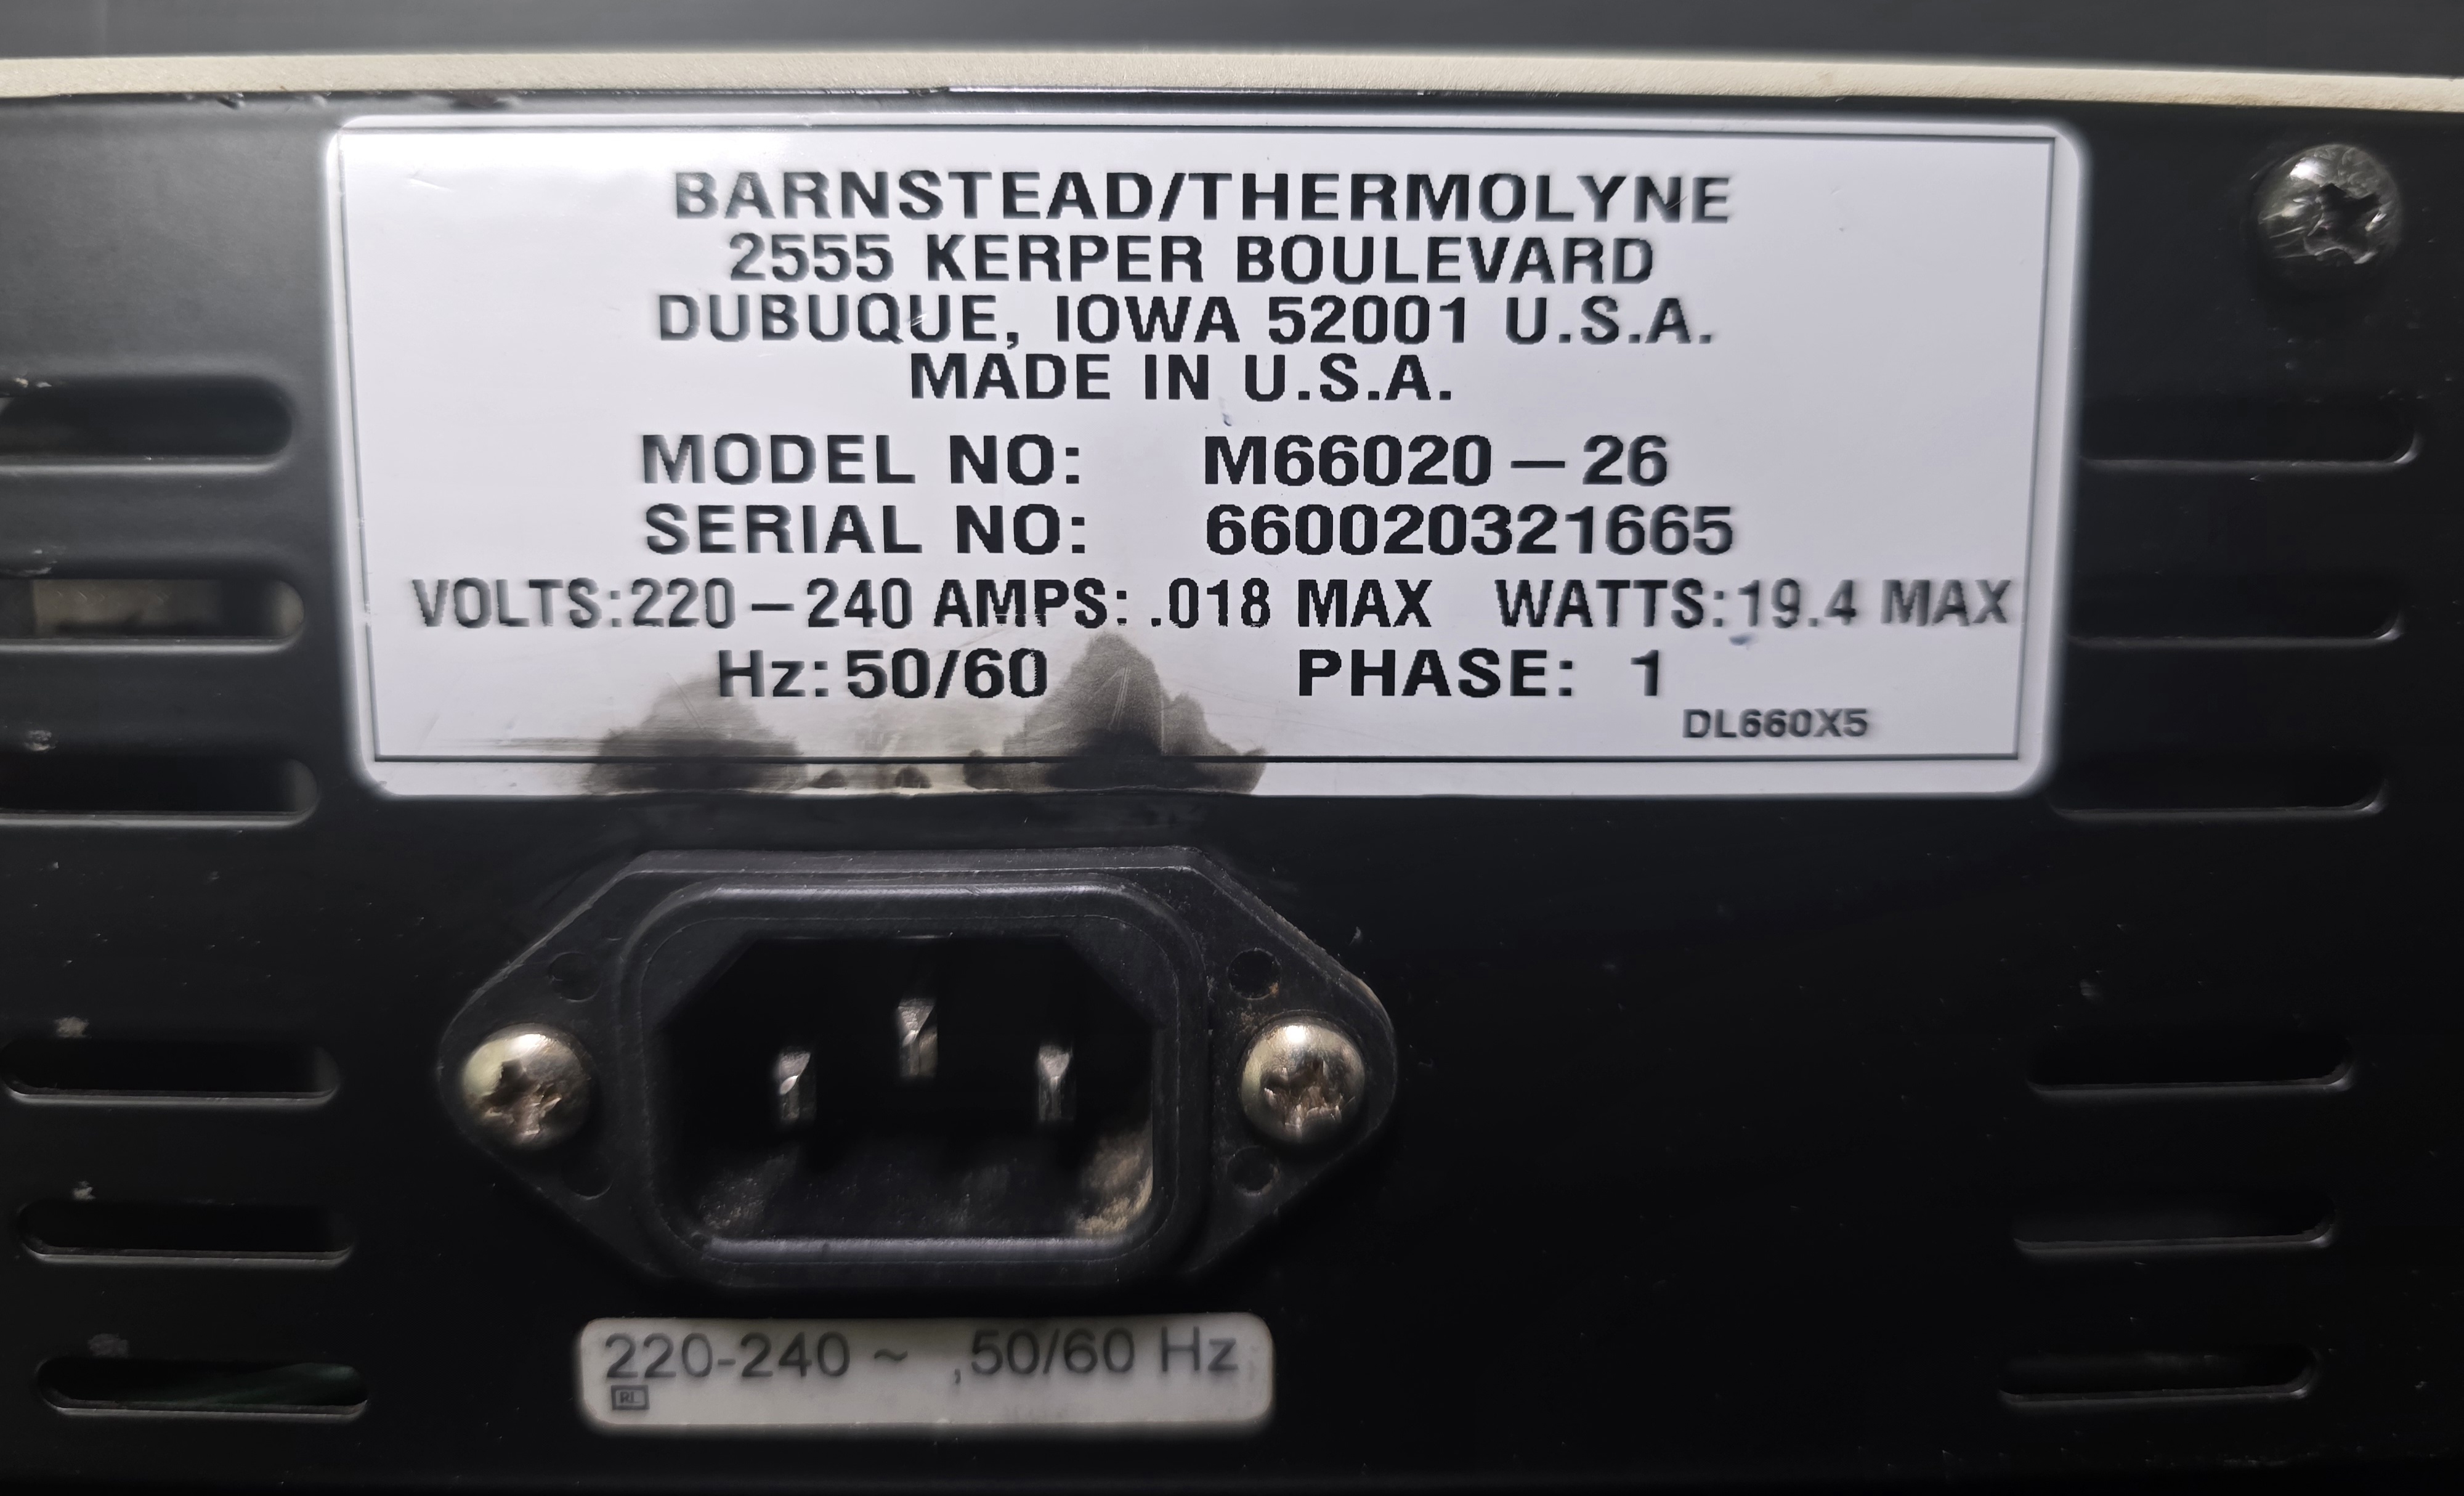 BARNSTEAD/THERMOLYNE
2555 KERPER BOULEVARD
DUBUQUE, IOWA 52001 U.S.A.
MADE IN U.S.A.
MODEL NO: M66020 – 26
SERIAL NO: 660020321665
VOLTS:220 – 240 AMPS: .018 MAX WATTS:19.4 MAX
Hz: 50/60 PHASE: 1
DL660X5
220-240 ~ ,50/60 Hz